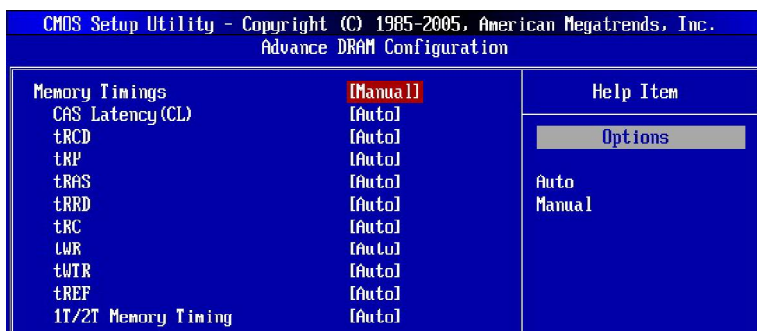 CMOS Setup Utility - Copyright (C) 1985-2005, American Megatrends, Inc.
Advance DRAM Configuration
Memory Timings [Manual]
CAS Latency(CL) [Auto]
tRCD [Auto]
tRP [Auto]
tRAS [Auto]
tRRD [Auto]
tRC [Auto]
tWR [Auto]
tWTR [Auto]
tREF [Auto]
1T/2T Memory Timing [Auto]
Help Item
Options
Auto
Manual